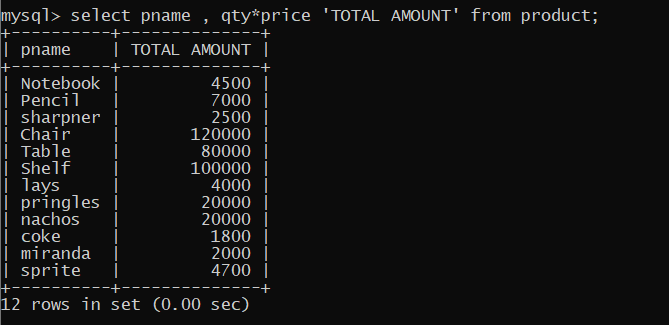 mysql> select pname , qty*price 'TOTAL AMOUNT' from product;
+----------+--------------+
| pname    | TOTAL AMOUNT |
+----------+--------------+
| Notebook |         4500 |
| Pencil   |         7000 |
| sharpner |         2500 |
| Chair    |       120000 |
| Table    |        80000 |
| Shelf    |       100000 |
| lays     |         4000 |
| pringles |        20000 |
| nachos   |        20000 |
| coke     |         1800 |
| miranda  |         2000 |
| sprite   |         4700 |
+----------+--------------+
12 rows in set (0.00 sec)